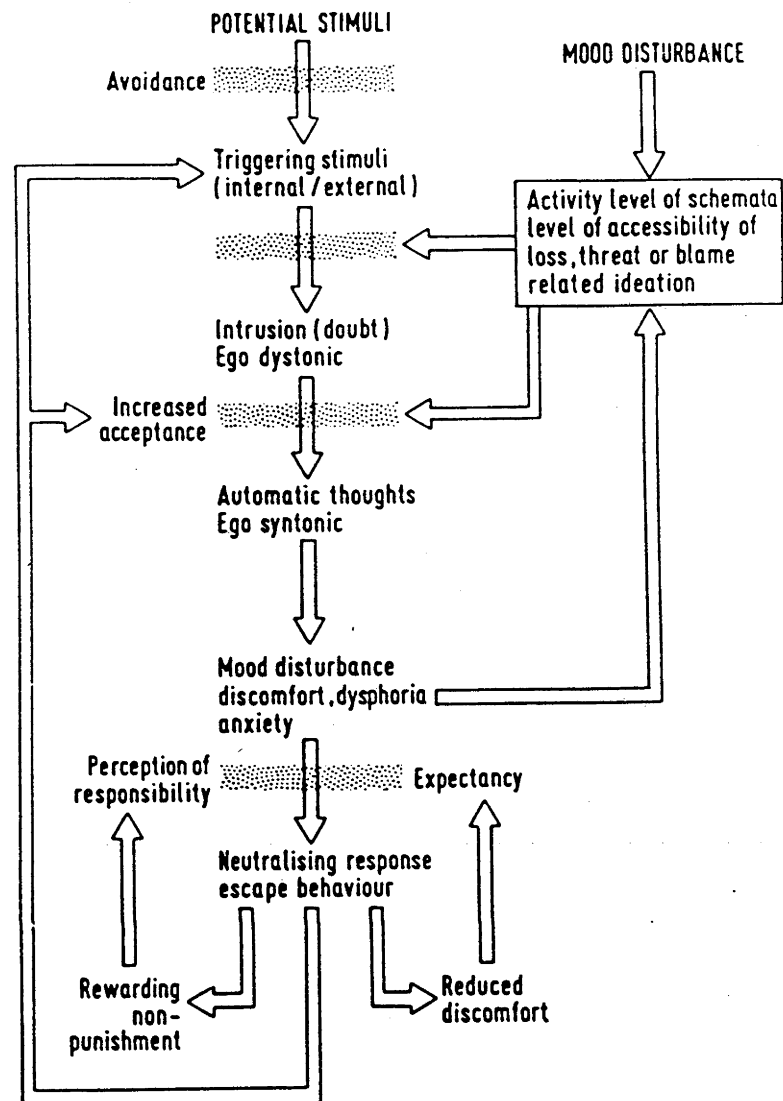 POTENTIAL STIMULI
MOOD DISTURBANCE
Avoidance
Triggering stimuli
(internal/external)
Activity level of schemata
level of accessibility of
loss, threat or blame
related ideation
Intrusion (doubt)
Ego dystonic
Increased
acceptance
Automatic thoughts
Ego syntonic
Mood disturbance
discomfort, dysphoria
anxiety
Perception of
responsibility
Expectancy
Neutralising response
escape behaviour
Rewarding
non-
punishment
Reduced
discomfort